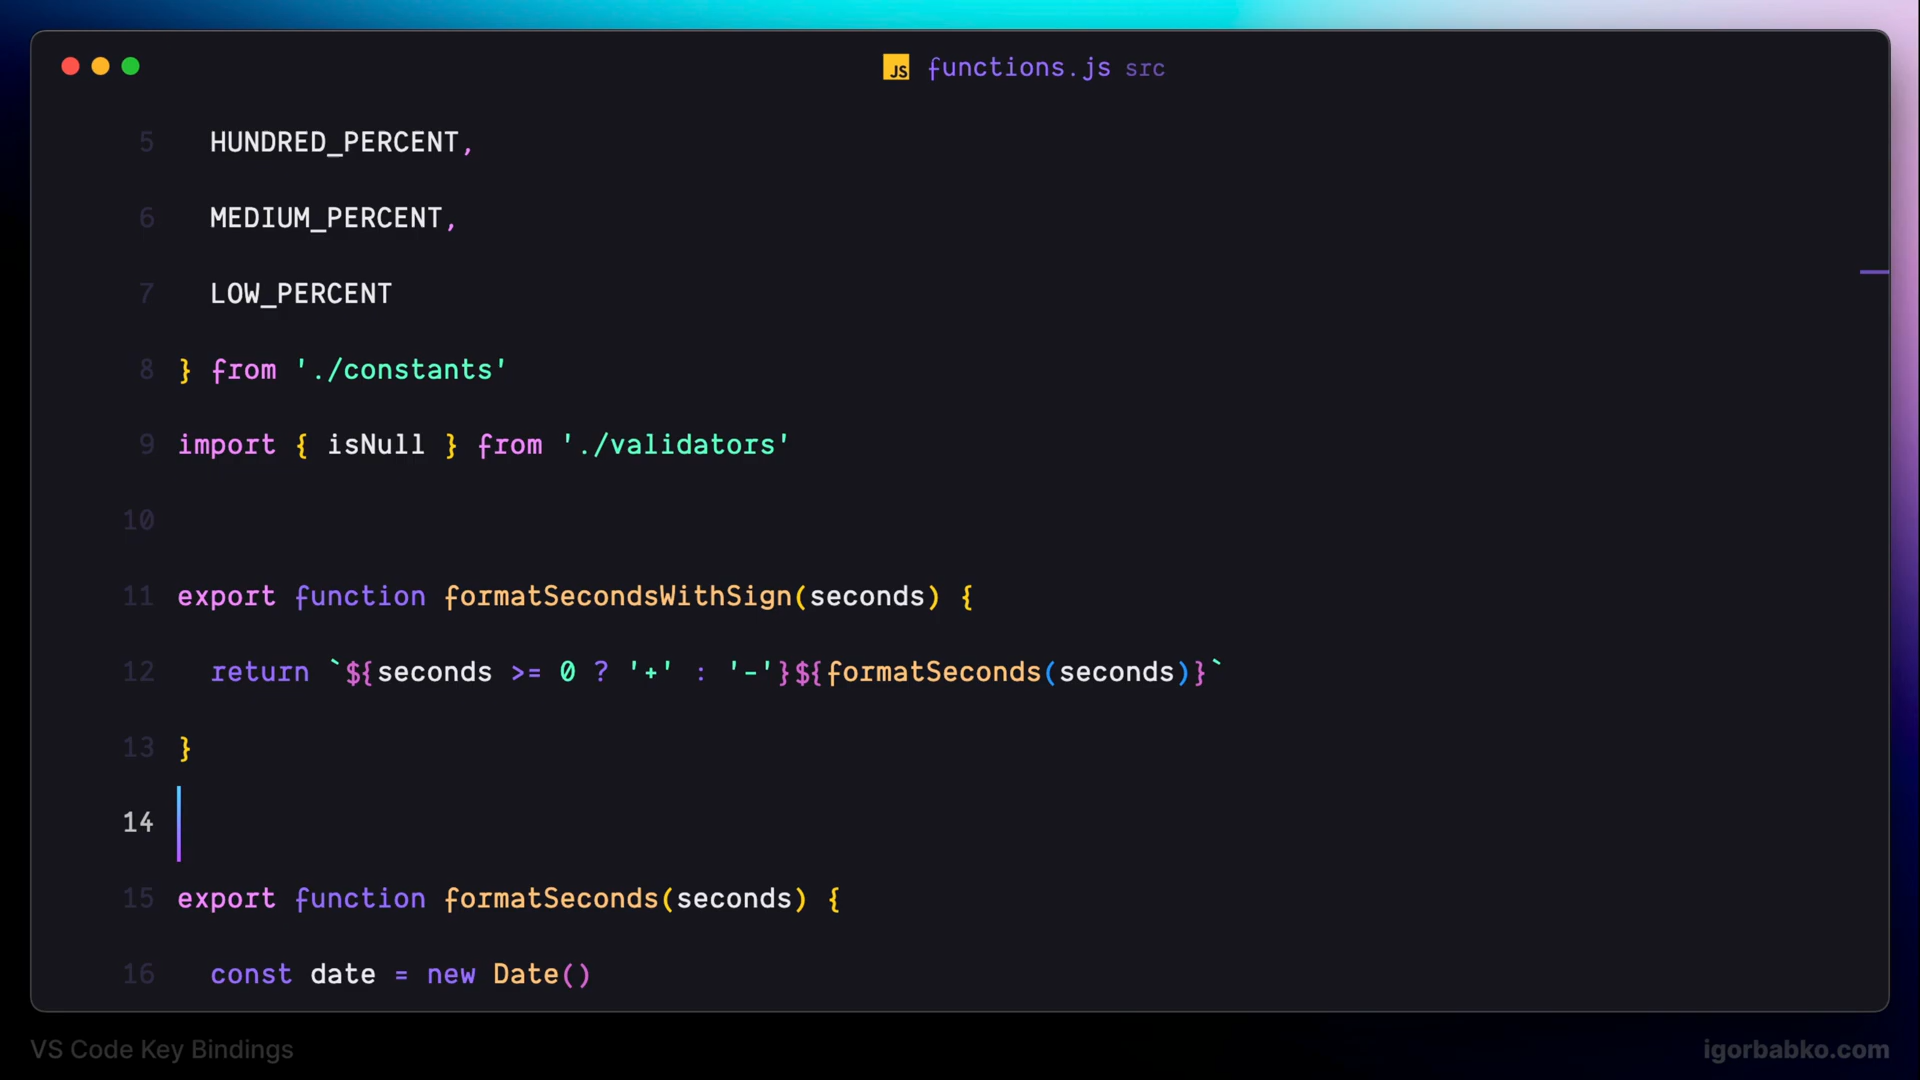 JS functions.js src
5 HUNDRED_PERCENT,
6 MEDIUM_PERCENT,
7 LOW_PERCENT
8 } from './constants'
9 import { isNull } from './validators'
10
11 export function formatSecondsWithSign(seconds) {
12 return `${seconds >= 0 ? '+' : '-'}${formatSeconds(seconds)}`
13 }
14
15 export function formatSeconds(seconds) {
16 const date = new Date()
VS Code Key Bindings
igorbabko.com